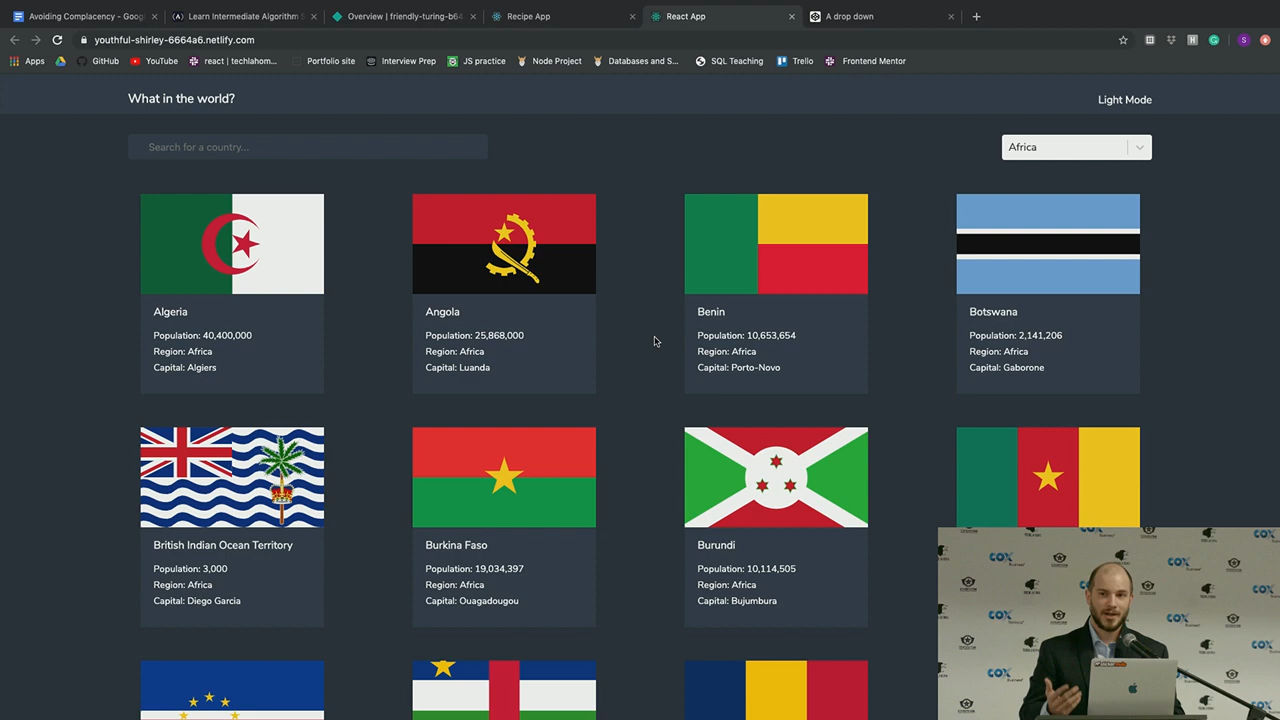 Avoiding Complacency - Goog
Learn Intermediate Algorithm S
Overview | friendly-turing-b64
Recipe App
React App
A drop down
youthful-shirley-6664a6.netlify.com
Apps
GitHub
YouTube
react | techlahom...
Portfolio site
Interview Prep
JS practice
Node Project
Databases and S...
SQL Teaching
Trello
Frontend Mentor
What in the world?
Light Mode
Search for a country...
Africa
Algeria
Population: 40,400,000
Region: Africa
Capital: Algiers
Angola
Population: 25,868,000
Region: Africa
Capital: Luanda
Benin
Population: 10,653,654
Region: Africa
Capital: Porto-Novo
Botswana
Population: 2,141,206
Region: Africa
Capital: Gaborone
British Indian Ocean Territory
Population: 3,000
Region: Africa
Capital: Diego Garcia
Burkina Faso
Population: 19,034,397
Region: Africa
Capital: Ouagadougou
Burundi
Population: 10,114,505
Region: Africa
Capital: Bujumbura
COX
Business